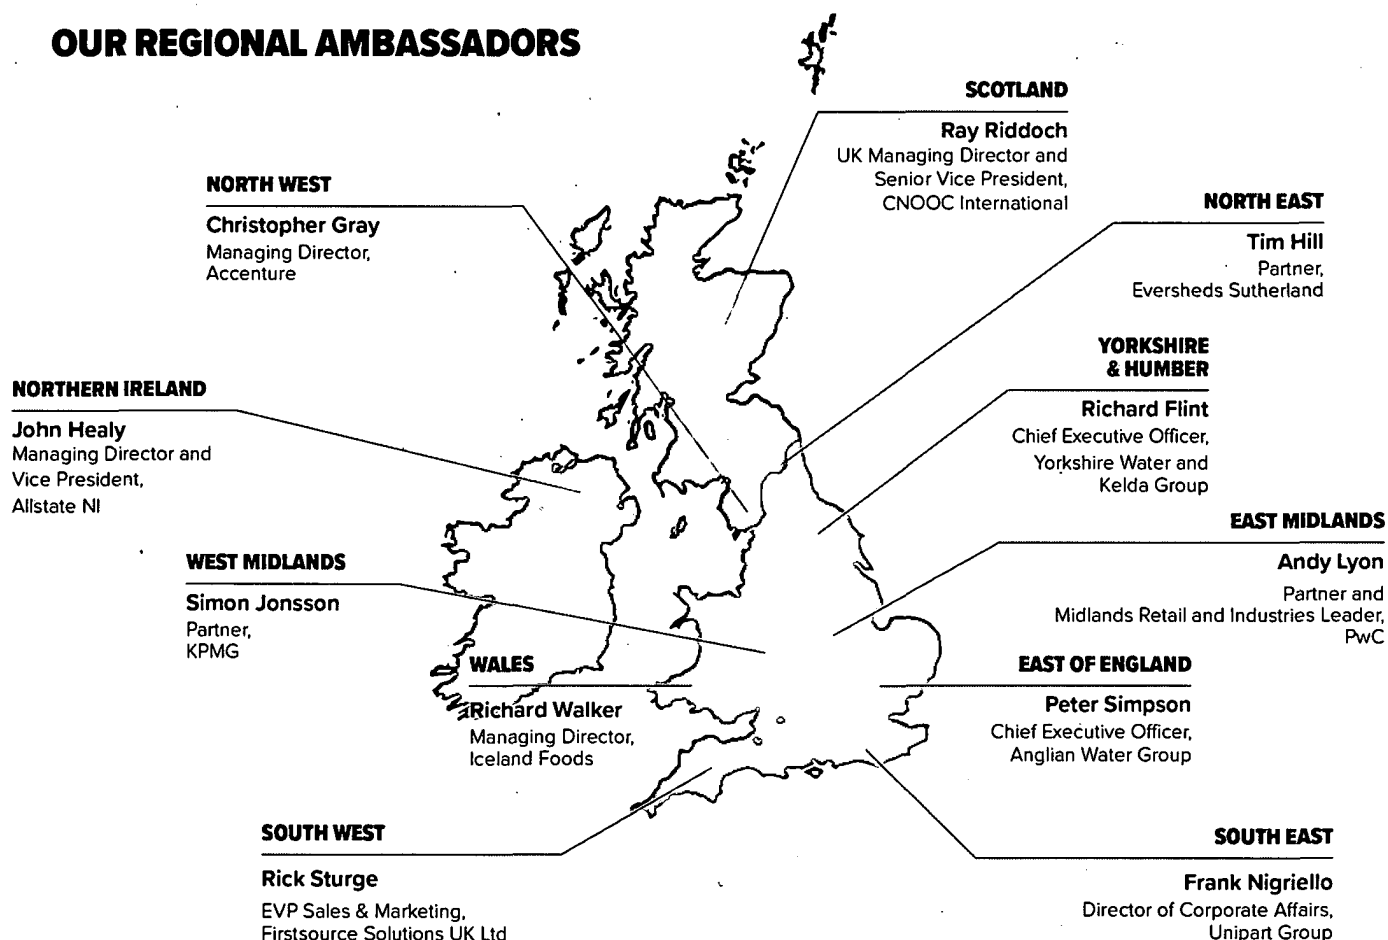 OUR REGIONAL AMBASSADORS
SCOTLAND
Ray Riddoch
UK Managing Director and
Senior Vice President,
CNOOC International
NORTH WEST
Christopher Gray
Managing Director,
Accenture
NORTH EAST
Tim Hill
Partner,
Eversheds Sutherland
YORKSHIRE
& HUMBER
Richard Flint
Chief Executive Officer,
Yorkshire Water and
Kelda Group
NORTHERN IRELAND
John Healy
Managing Director and
Vice President,
Allstate NI
EAST MIDLANDS
Andy Lyon
Partner and
Midlands Retail and Industries Leader,
PwC
WEST MIDLANDS
Simon Jonsson
Partner,
KPMG
WALES
Richard Walker
Managing Director,
Iceland Foods
EAST OF ENGLAND
Peter Simpson
Chief Executive Officer,
Anglian Water Group
SOUTH WEST
Rick Sturge
EVP Sales & Marketing,
Firstsource Solutions UK Ltd
SOUTH EAST
Frank Nigriello
Director of Corporate Affairs,
Unipart Group